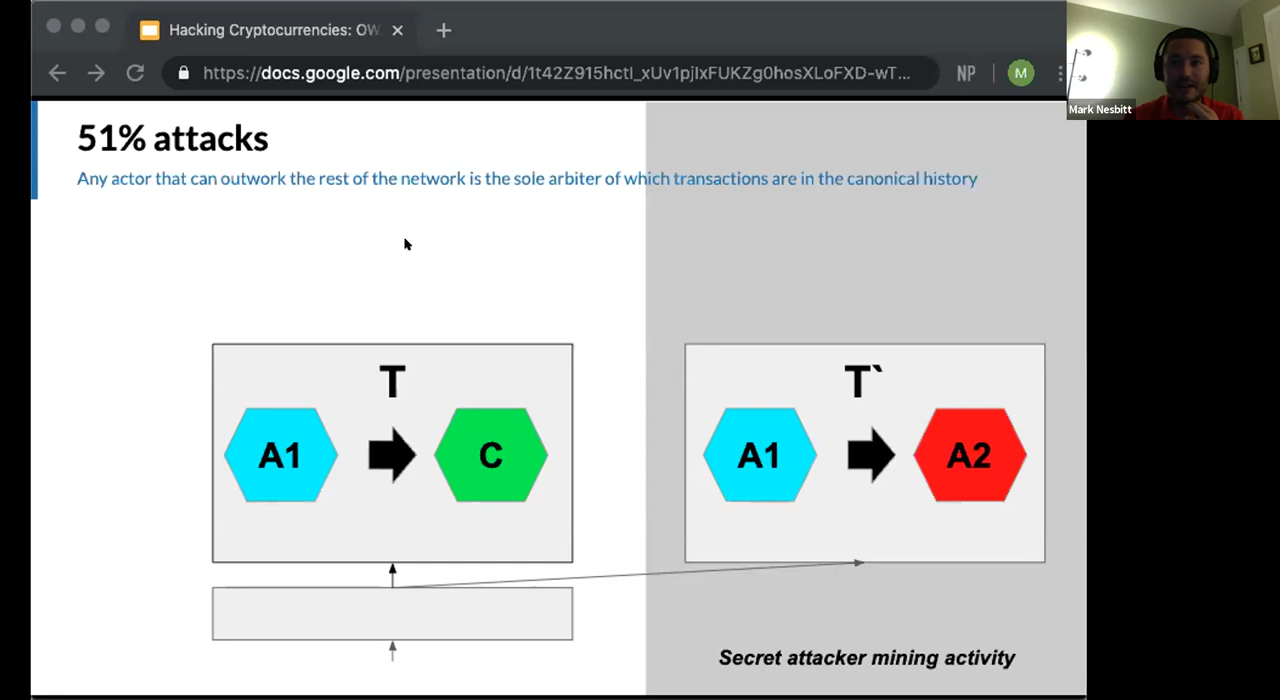 Hacking Cryptocurrencies: OW
https://docs.google.com/presentation/d/1t42Z915hctI_xUv1pjIxFUKZg0hosXLoFXD-wT...
NP
M
Mark Nesbitt
51% attacks
Any actor that can outwork the rest of the network is the sole arbiter of which transactions are in the canonical history
T
A1
C
T`
A1
A2
Secret attacker mining activity